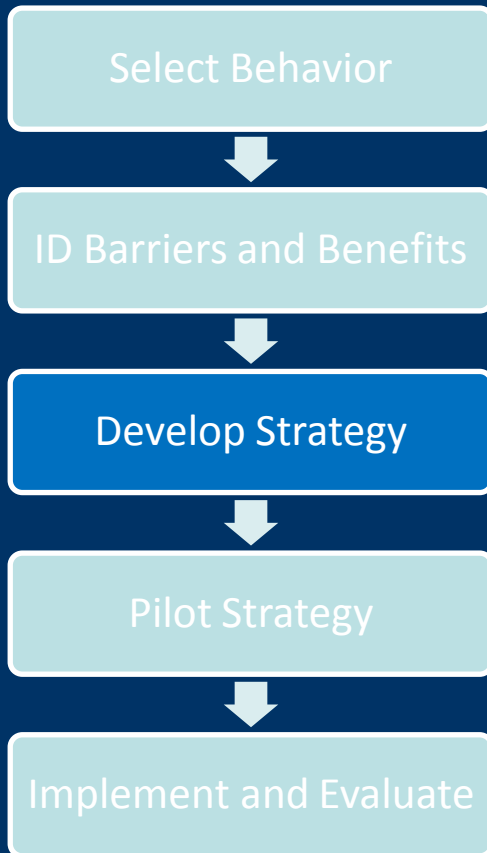 Select Behavior
ID Barriers and Benefits
Develop Strategy
Pilot Strategy
Implement and Evaluate